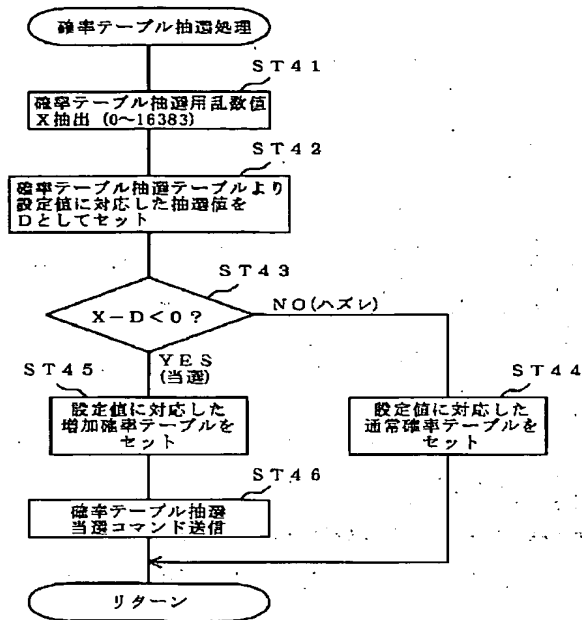 確率テーブル抽選処理
ST41
確率テーブル抽選用乱数値
X抽出 (0~16383)
ST42
確率テーブル抽選テーブルより
設定値に対応した抽選値を
Dとしてセット
ST43
X-D<0?
NO(ハズレ)
YES
(当選)
ST45
設定値に対応した
増加確率テーブルを
セット
ST44
設定値に対応した
通常確率テーブルを
セット
ST46
確率テーブル抽選
当選コマンド送信
リターン